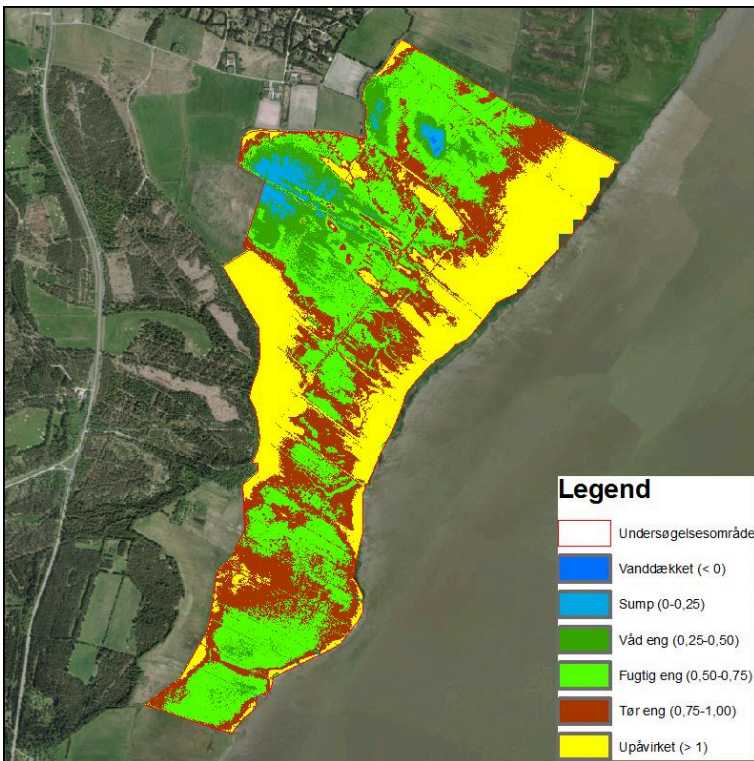 Legend
Undersøgelsesområde
Vanddækket (< 0)
Sump (0-0,25)
Våd eng (0,25-0,50)
Fugtig eng (0,50-0,75)
Tør eng (0,75-1,00)
Upåvirket (> 1)